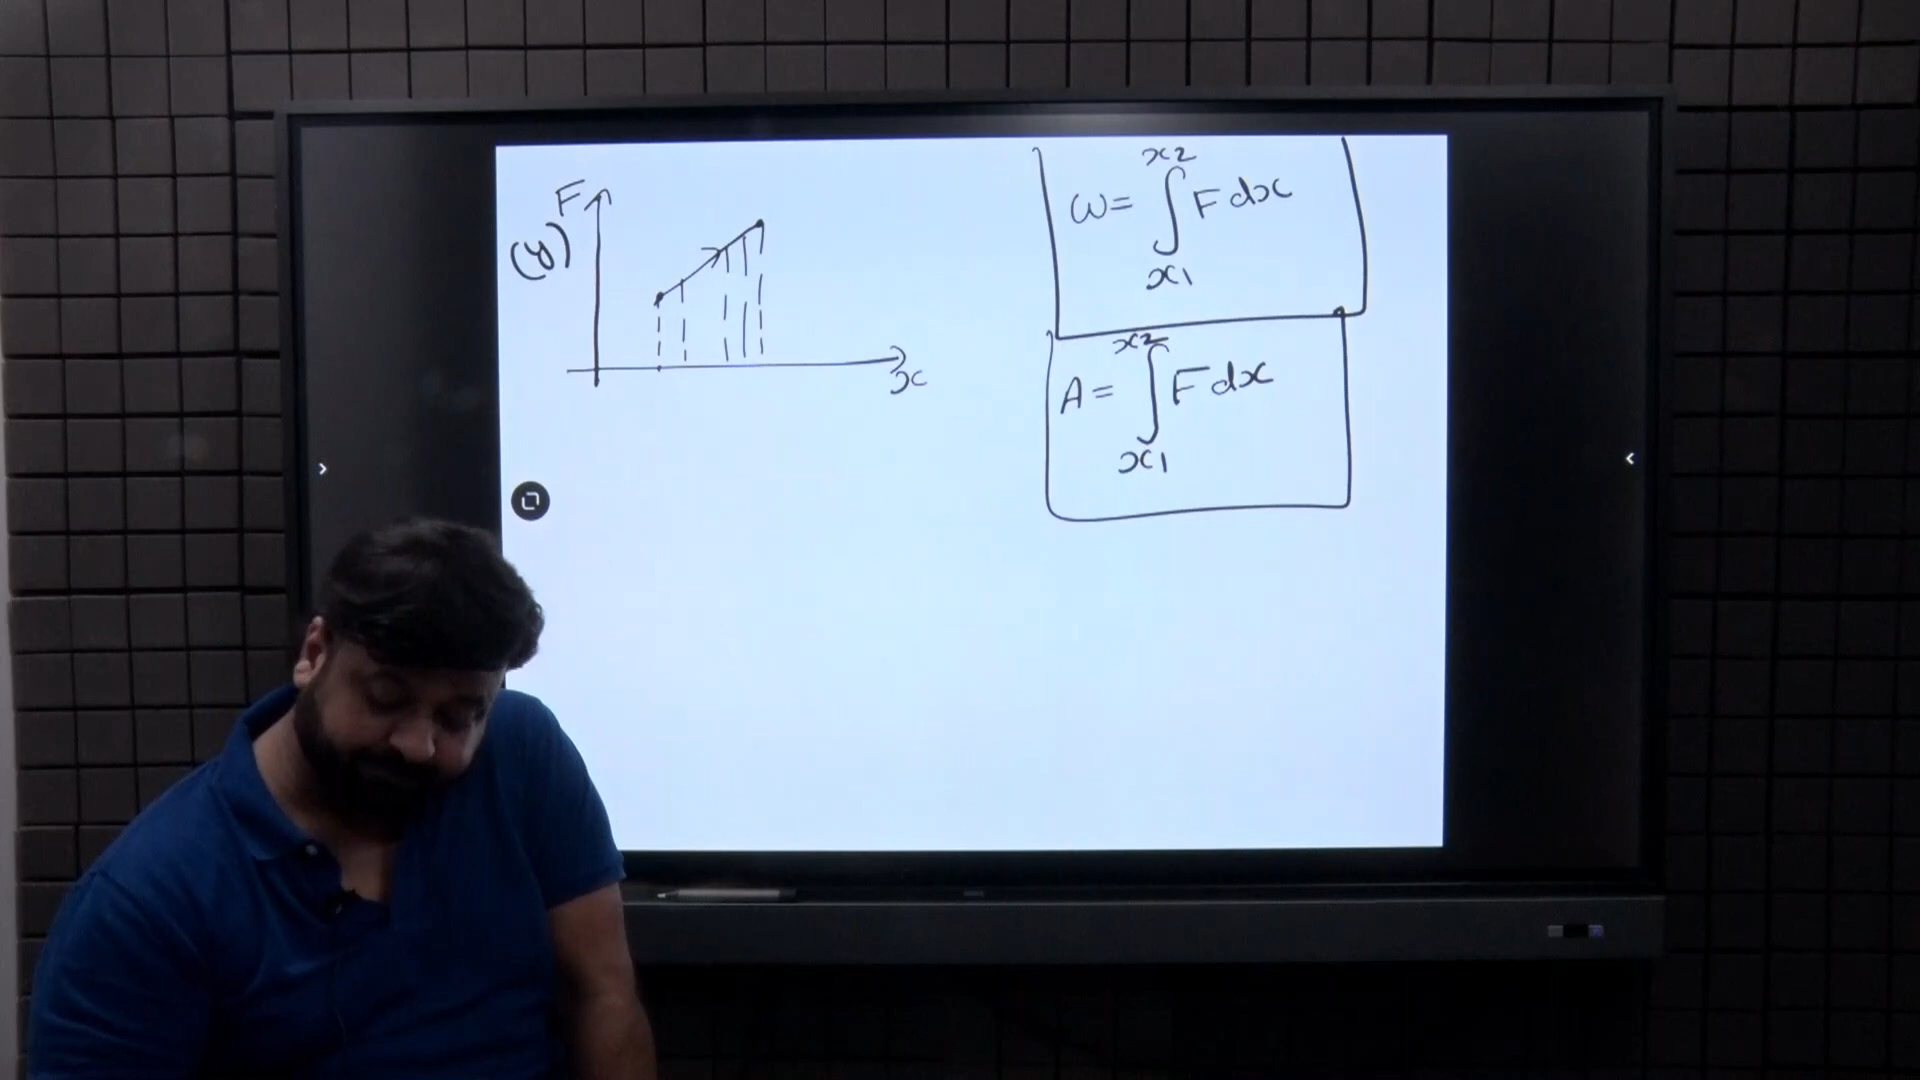 F
(y)
x
x2
W = ∫ F dx
x1
x2
A = ∫ F dx
x1